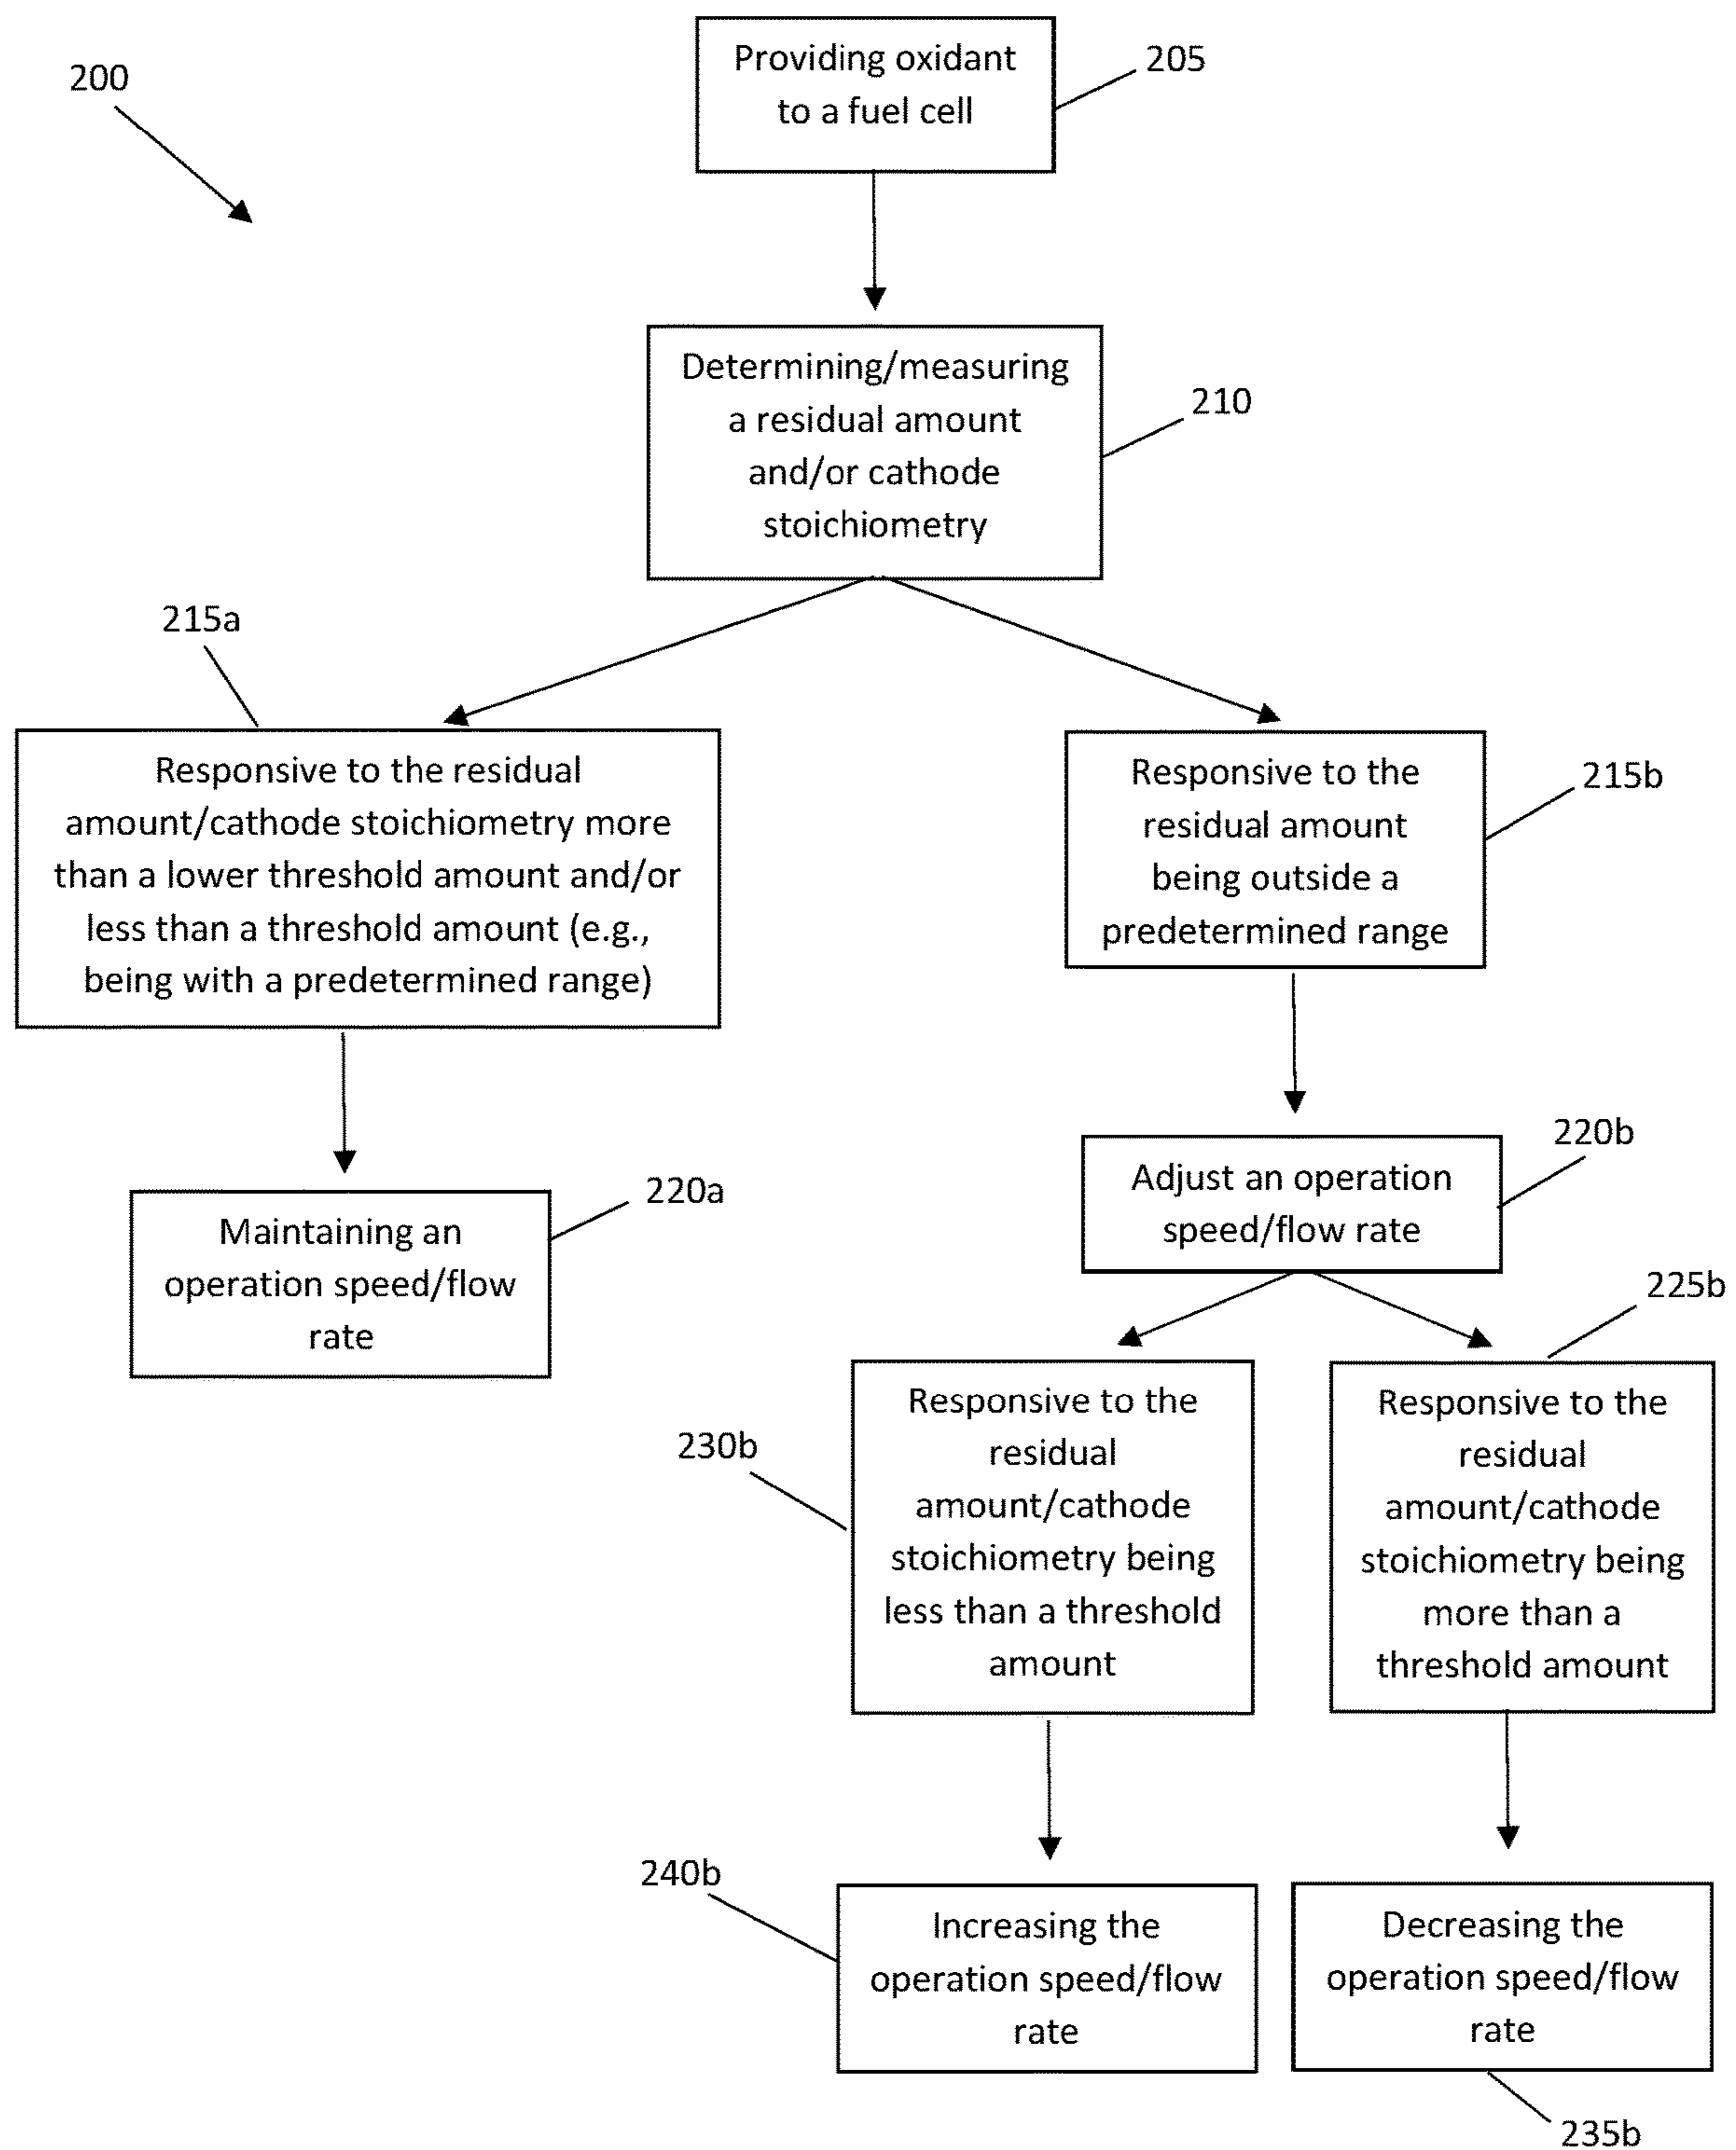 Providing oxidant
to a fuel cell
205
200
Determining/measuring
a residual amount
and/or cathode
stoichiometry
210
215a
Responsive to the residual
amount/cathode stoichiometry more
than a lower threshold amount and/or
less than a threshold amount (e.g.,
being with a predetermined range)
Responsive to the
residual amount
being outside a
predetermined range
215b
Maintaining an
operation speed/flow
rate
220a
Adjust an operation
speed/flow rate
220b
225b
230b
Responsive to the
residual
amount/cathode
stoichiometry being
less than a threshold
amount
Responsive to the
residual
amount/cathode
stoichiometry being
more than a
threshold amount
240b
Increasing the
operation speed/flow
rate
Decreasing the
operation speed/flow
rate
235b